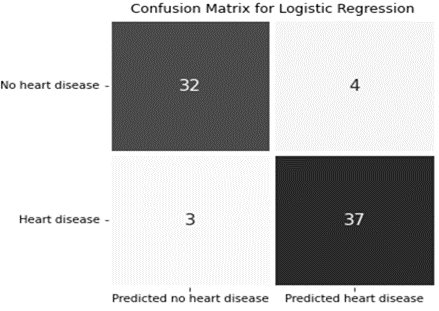 Confusion Matrix for Logistic Regression
No heart disease
32
4
Heart disease
3
37
Predicted no heart disease
Predicted heart disease